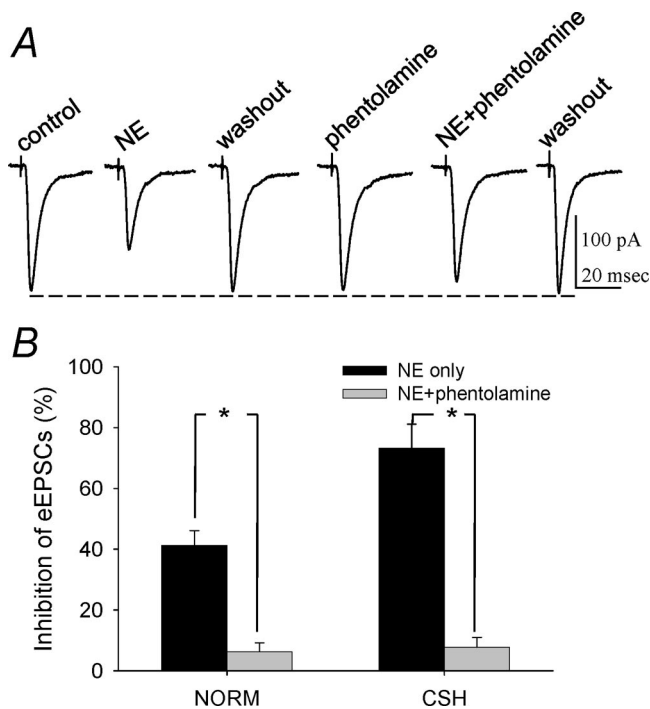 A
control
NE
washout
phentolamine
NE+phentolamine
washout
100 pA
20 msec
B
NE only
NE+phentolamine
Inhibition of eEPSCs (%)
100
80
60
40
20
0
*
*
NORM
CSH